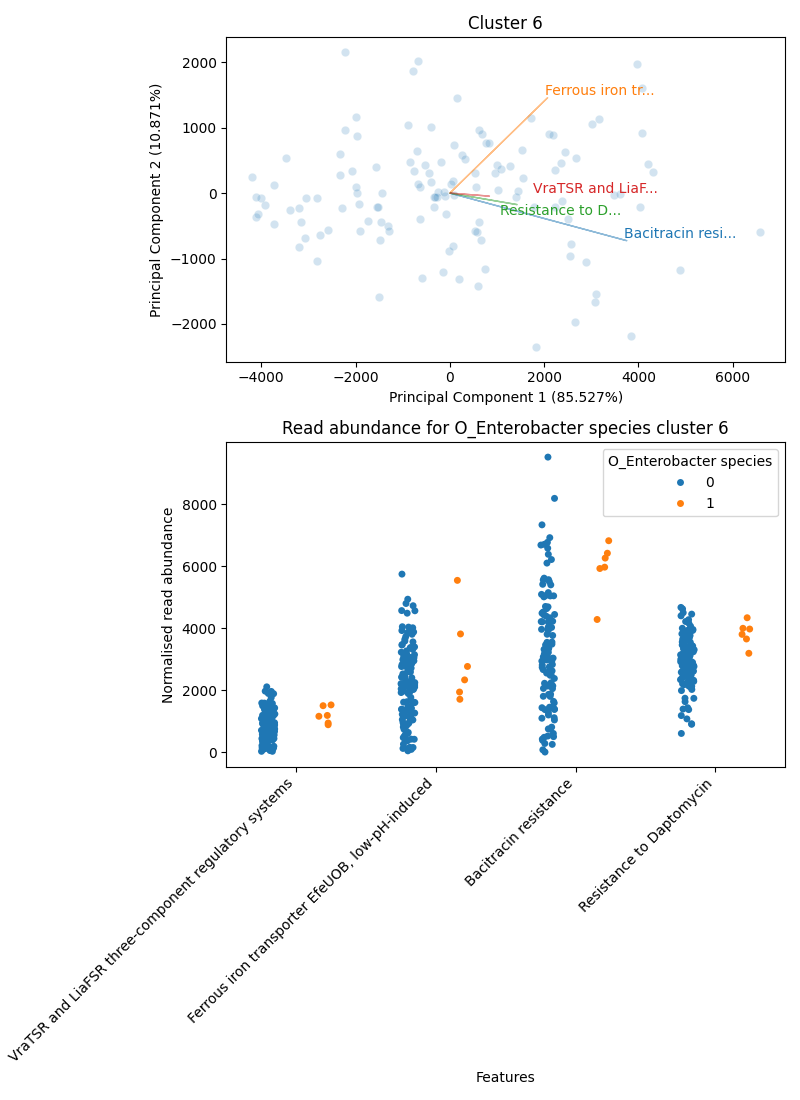 Cluster 6
Principal Component 2 (10.871%)
2000
1000
0
−1000
−2000
Ferrous iron tr...
VraTSR and LiaF...
Resistance to D...
Bacitracin resi...
−4000 −2000 0 2000 4000 6000
Principal Component 1 (85.527%)
Read abundance for O_Enterobacter species cluster 6
Normalised read abundance
8000
6000
4000
2000
0
O_Enterobacter species
0
1
VraTSR and LiaFSR three-component regulatory systems
Ferrous iron transporter EfeUOB, low-pH-induced
Bacitracin resistance
Resistance to Daptomycin
Features